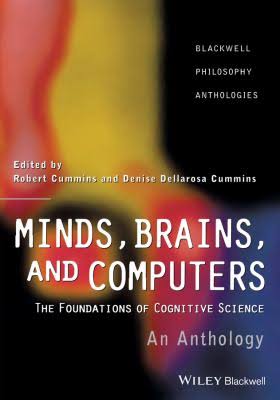 BLACKWELL
PHILOSOPHY
ANTHOLOGIES
Edited by
Robert Cummins and Denise Dellarosa Cummins
MINDS, BRAINS,
AND COMPUTERS
THE FOUNDATIONS OF COGNITIVE SCIENCE
An Anthology
WILEY Blackwell